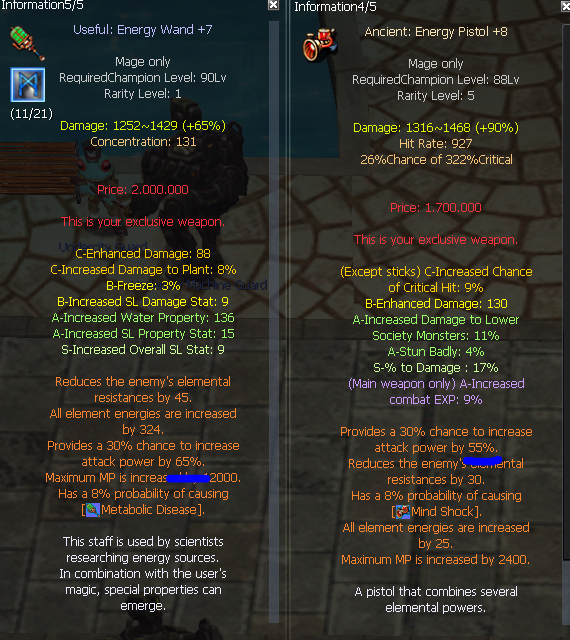 Information5/5
Useful: Energy Wand +7
Mage only
RequiredChampion Level: 90Lv
Rarity Level: 1
(11/21)
Damage: 1252~1429 (+65%)
Concentration: 131
Price: 2.000.000
This is your exclusive weapon.
C-Enhanced Damage: 88
C-Increased Damage to Plant: 8%
B-Freeze: 3%
B-Increased SL Damage Stat: 9
A-Increased Water Property: 136
A-Increased SL Property Stat: 15
S-Increased Overall SL Stat: 9
Reduces the enemy's elemental
resistances by 45.
All element energies are increased
by 324.
Provides a 30% chance to increase
attack power by 65%.
Maximum MP is increas 2000.
Has a 8% probability of causing
[Metabolic Disease].
This staff is used by scientists
researching energy sources.
In combination with the user's
magic, special properties can
emerge.
Information4/5
Ancient: Energy Pistol +8
Mage only
RequiredChampion Level: 88Lv
Rarity Level: 5
Damage: 1316~1468 (+90%)
Hit Rate: 927
26%Chance of 322%Critical
Price: 1.700.000
This is your exclusive weapon.
(Except sticks) C-Increased Chance
of Critical Hit: 9%
B-Enhanced Damage: 130
A-Increased Damage to Lower
Society Monsters: 11%
A-Stun Badly: 4%
S-% to Damage : 17%
(Main weapon only) A-Increased
combat EXP: 9%
Provides a 30% chance to increase
attack power by 55%.
Reduces the enemy's elemental
resistances by 30.
Has a 8% probability of causing
[Mind Shock].
All element energies are increased
by 25.
Maximum MP is increased by 2400.
A pistol that combines several
elemental powers.